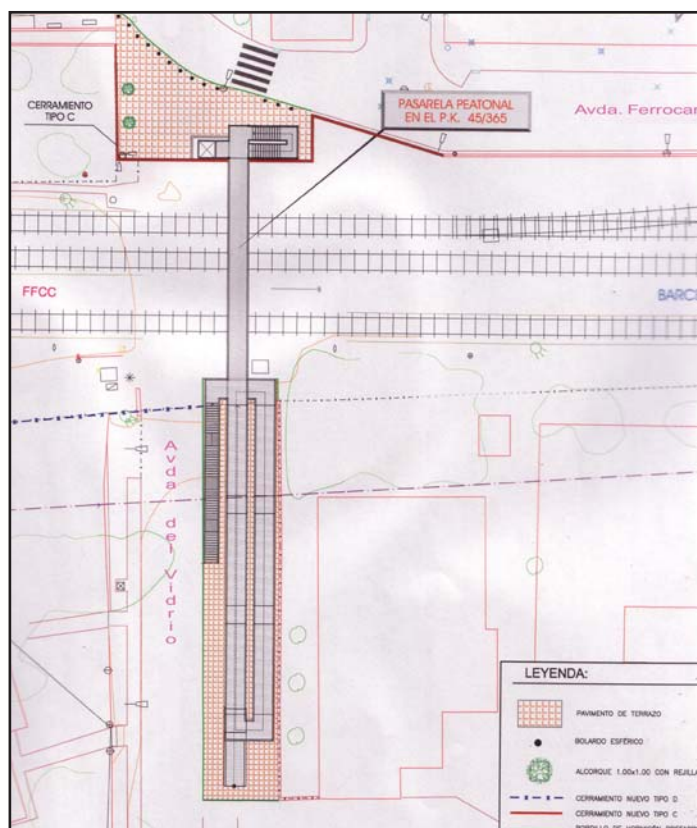 CERRAMIENTO
TIPO C
PASARELA PEATONAL
EN EL P.K. 45/365
Avda. Ferrocar
FFCC
BARC
Avda del Vidrio
LEYENDA:
PAVIMENTO DE TERRAZO
BOLARDO ESFÉRICO
ALCORQUE 1.00x1.00 CON REJILLA
CERRAMIENTO NUEVO TIPO D
CERRAMIENTO NUEVO TIPO C